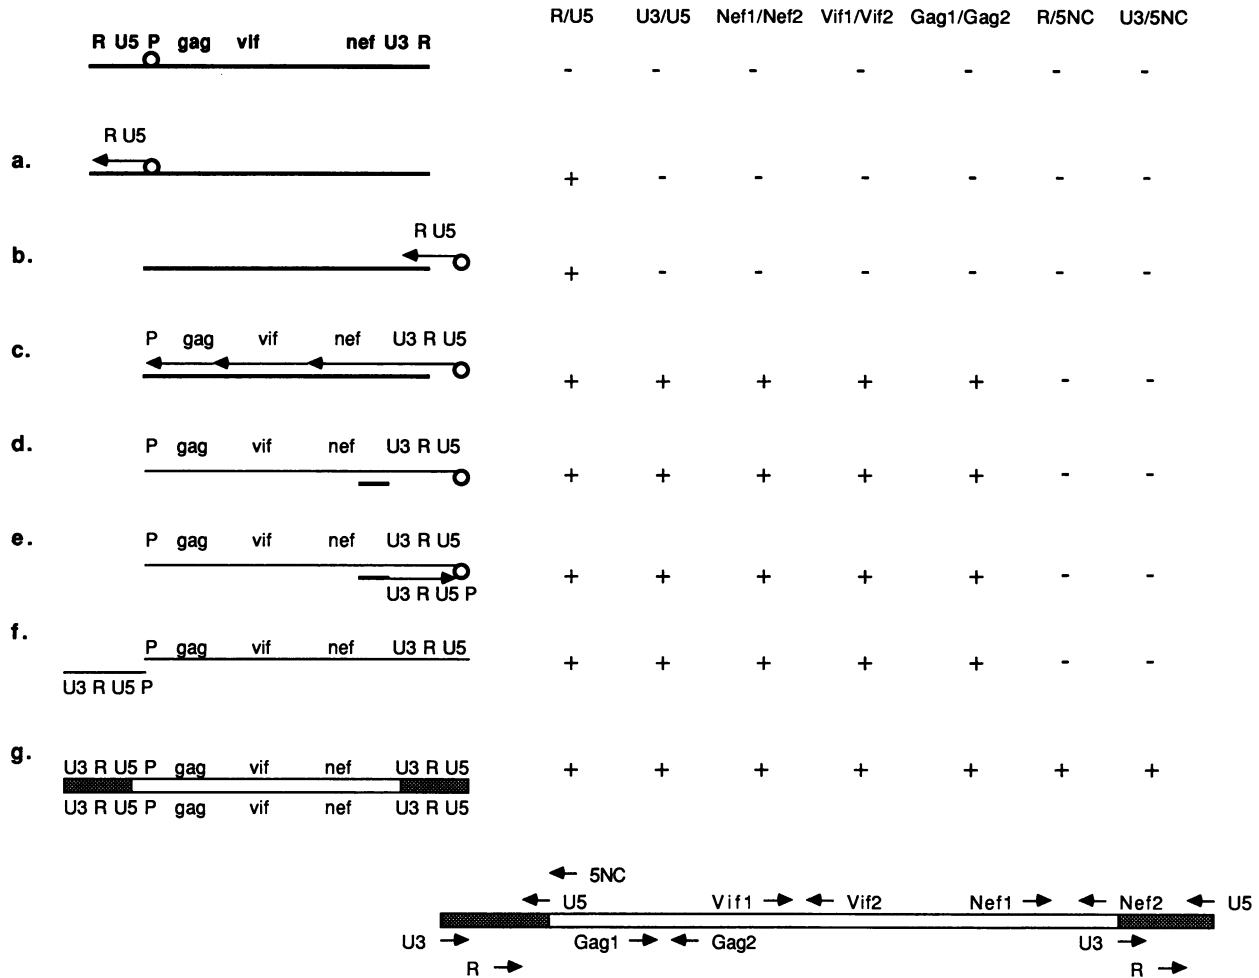 R/U5 U3/U5 Nef1/Nef2 Vif1/Vif2 Gag1/Gag2 R/5NC U3/5NC
R U5 P gag vif nef U3 R
- - - - - - -
R U5
a.
+ - - - - - -
R U5
b.
+ - - - - - -
P gag vif nef U3 R U5
c.
+ + + + + - -
d. P gag vif nef U3 R U5
+ + + + + - -
e. P gag vif nef U3 R U5
+ + + + + - -
U3 R U5 P
f.
P gag vif nef U3 R U5
+ + + + + - -
U3 R U5 P
g.
U3 R U5 P gag vif nef U3 R U5
+ + + + + + +
U3 R U5 P gag vif nef U3 R U5
5NC
U5 Vif1 Vif2 Nef1 Nef2 U5
U3 Gag1 Gag2 U3
R R